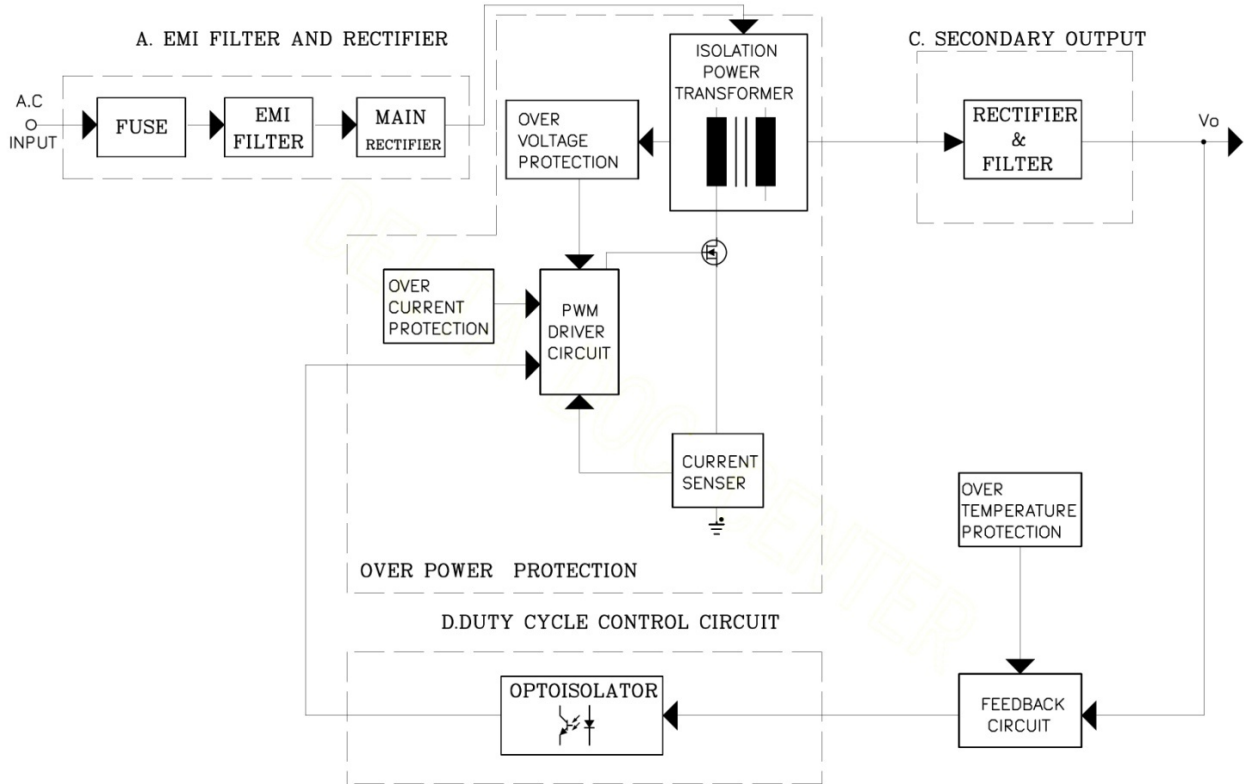 A. EMI FILTER AND RECTIFIER
A.C
INPUT
FUSE
EMI
FILTER
MAIN
RECTIFIER
ISOLATION
POWER
TRANSFORMER
OVER
VOLTAGE
PROTECTION
C. SECONDARY OUTPUT
RECTIFIER
&
FILTER
Vo
OVER
CURRENT
PROTECTION
PWM
DRIVER
CIRCUIT
CURRENT
SENSER
OVER POWER PROTECTION
OVER
TEMPERATURE
PROTECTION
D.DUTY CYCLE CONTROL CIRCUIT
OPTOISOLATOR
FEEDBACK
CIRCUIT